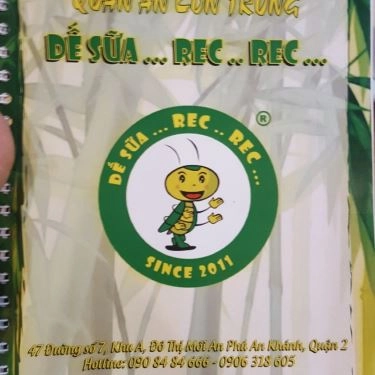 QUÁN ĂN CÔN TRÙNG
DẾ SỮA ... REC .. REC ...
®
DẾ SỮA ... REC .. REC ...
SINCE 2011
47 Đường số 7, Khu A, Đô Thị Mới An Phú An Khánh, Quận 2
Hotline: 090 84 84 666 - 0906 318 605